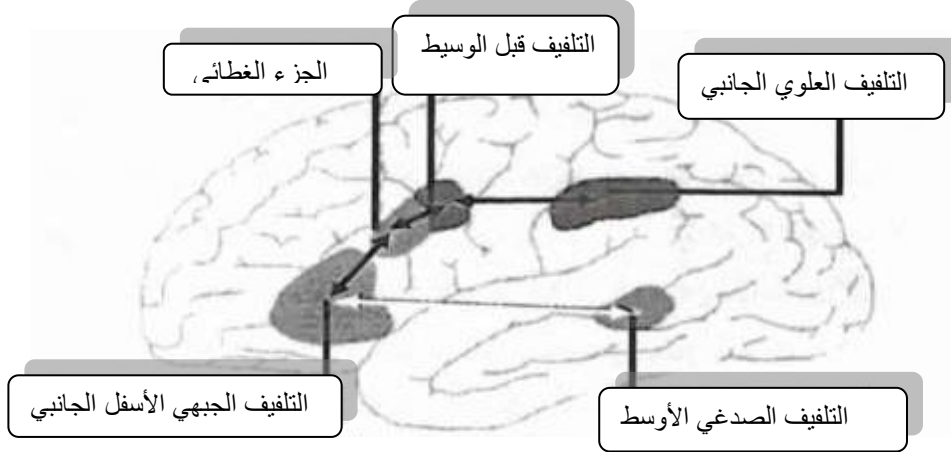 التلفيف قبل الوسيط
الجزء الغطائي
التلفيف العلوي الجانبي
التلفيف الجبهي الأسفل الجانبي
التلفيف الصدغي الأوسط